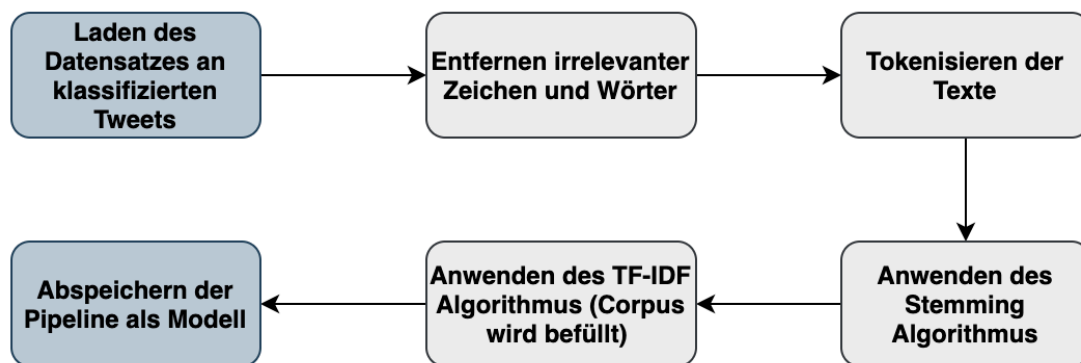 Laden des
Datensatzes an
klassifizierten
Tweets
Entfernen irrelevanter
Zeichen und Wörter
Tokenisieren der
Texte
Anwenden des
Stemming
Algorithmus
Anwenden des TF-IDF
Algorithmus (Corpus
wird befüllt)
Abspeichern der
Pipeline als Modell